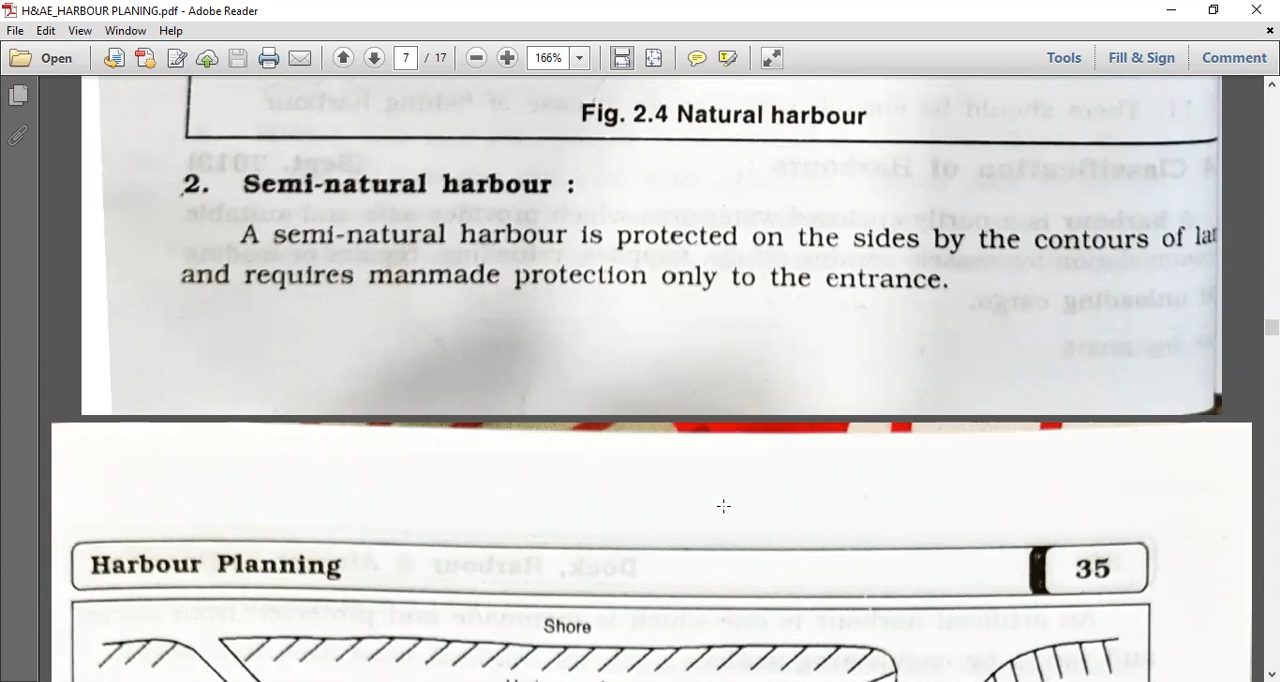 H&AE_HARBOUR PLANING.pdf - Adobe Reader
File Edit View Window Help
Open 7 / 17 166% Tools Fill & Sign Comment
Fig. 2.4 Natural harbour
2. Semi-natural harbour :
A semi-natural harbour is protected on the sides by the contours of
and requires manmade protection only to the entrance.
Harbour Planning 35
Shore